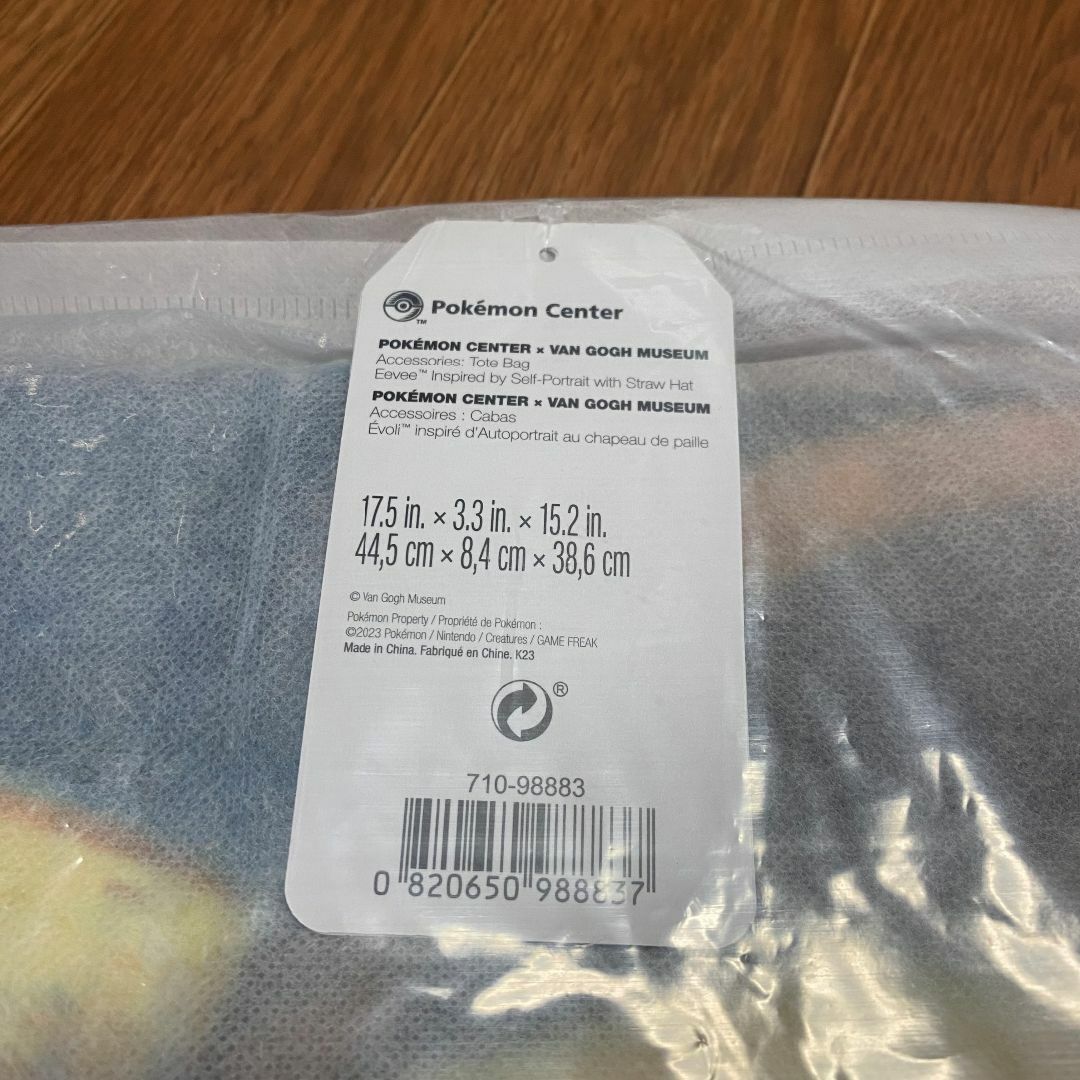 Pokémon Center
TM
POKÉMON CENTER × VAN GOGH MUSEUM
Accessories: Tote Bag
Eevee™ Inspired by Self-Portrait with Straw Hat
POKÉMON CENTER × VAN GOGH MUSEUM
Accessoires : Cabas
Évoli™ inspiré d'Autoportrait au chapeau de paille
17.5 in. × 3.3 in. × 15.2 in.
44,5 cm × 8,4 cm × 38,6 cm
© Van Gogh Museum
Pokémon Property / Propriété de Pokémon :
©2023 Pokémon / Nintendo / Creatures / GAME FREAK
Made in China. Fabriqué en Chine. K23
®
710-98883
0 820650 988837